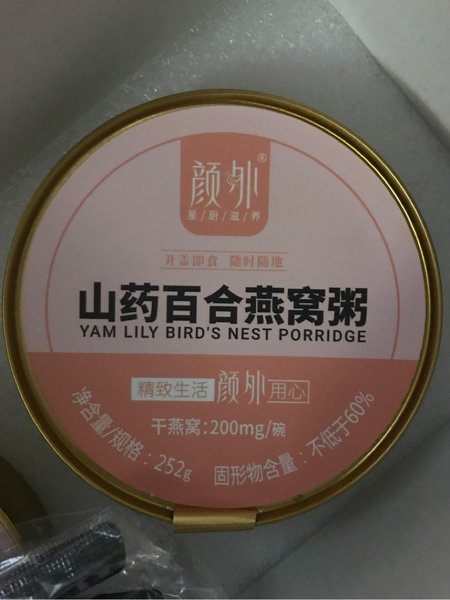 颜外®
星/厨/滋/养
开盖即食 随时随地
山药百合燕窝粥
YAM LILY BIRD'S NEST PORRIDGE
精致生活 颜外 用心
干燕窝:200mg/碗
净含量/规格:252g 固形物含量:不低于60%